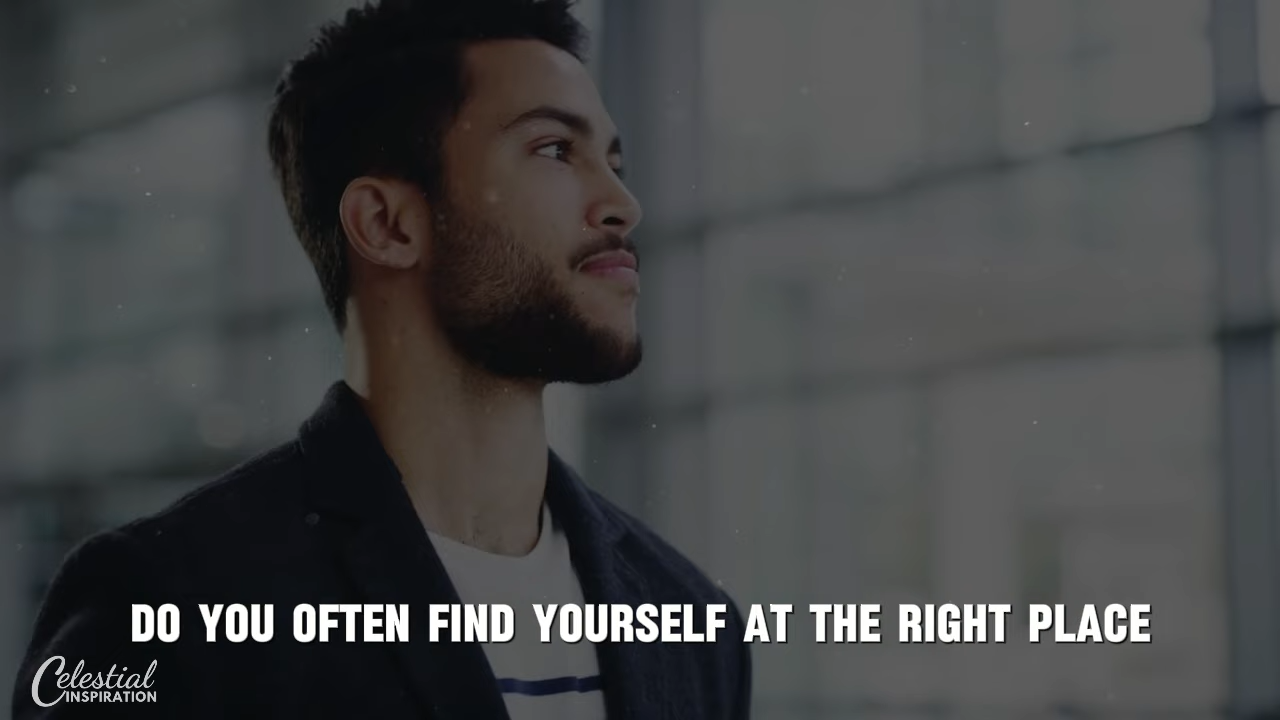 DO YOU OFTEN FIND YOURSELF AT THE RIGHT PLACE
Celestial
INSPIRATION